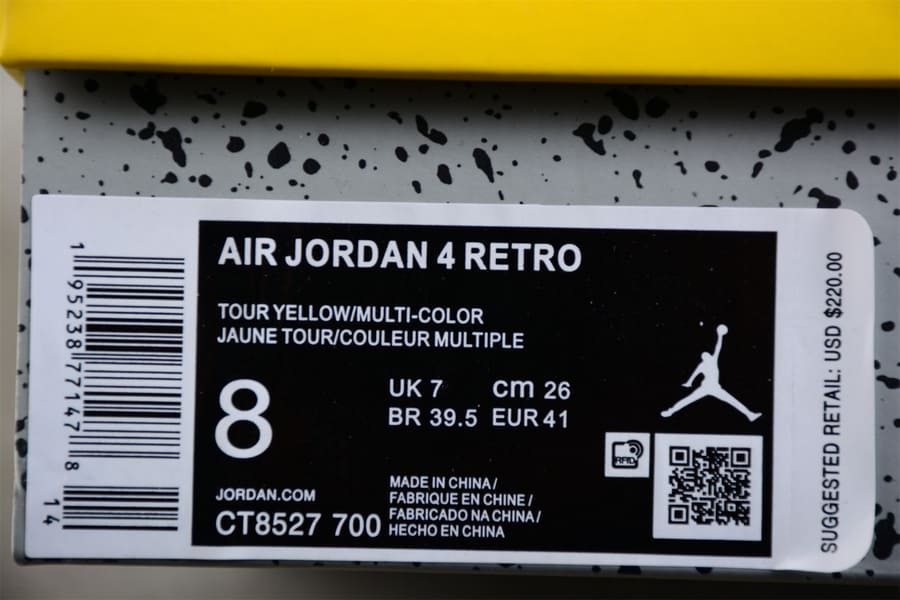 AIR JORDAN 4 RETRO
TOUR YELLOW/MULTI-COLOR
JAUNE TOUR/COULEUR MULTIPLE
8
UK 7 cm 26
BR 39.5 EUR 41
MADE IN CHINA /
FABRIQUE EN CHINE /
FABRICADO NA CHINA /
HECHO EN CHINA
JORDAN.COM
CT8527 700
RFID
1 95238 77147 8
14
SUGGESTED RETAIL: USD $220.00